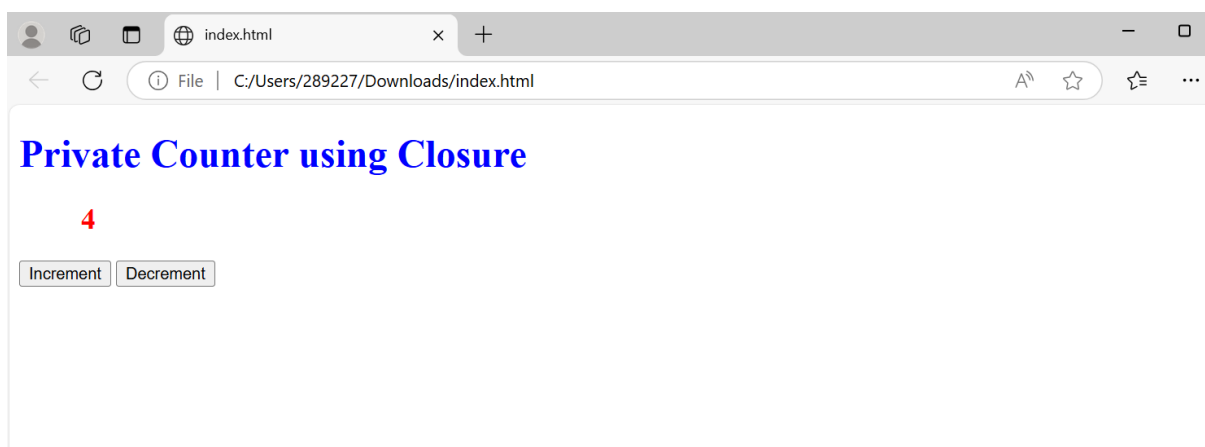 index.html
File | C:/Users/289227/Downloads/index.html
Private Counter using Closure
4
Increment Decrement